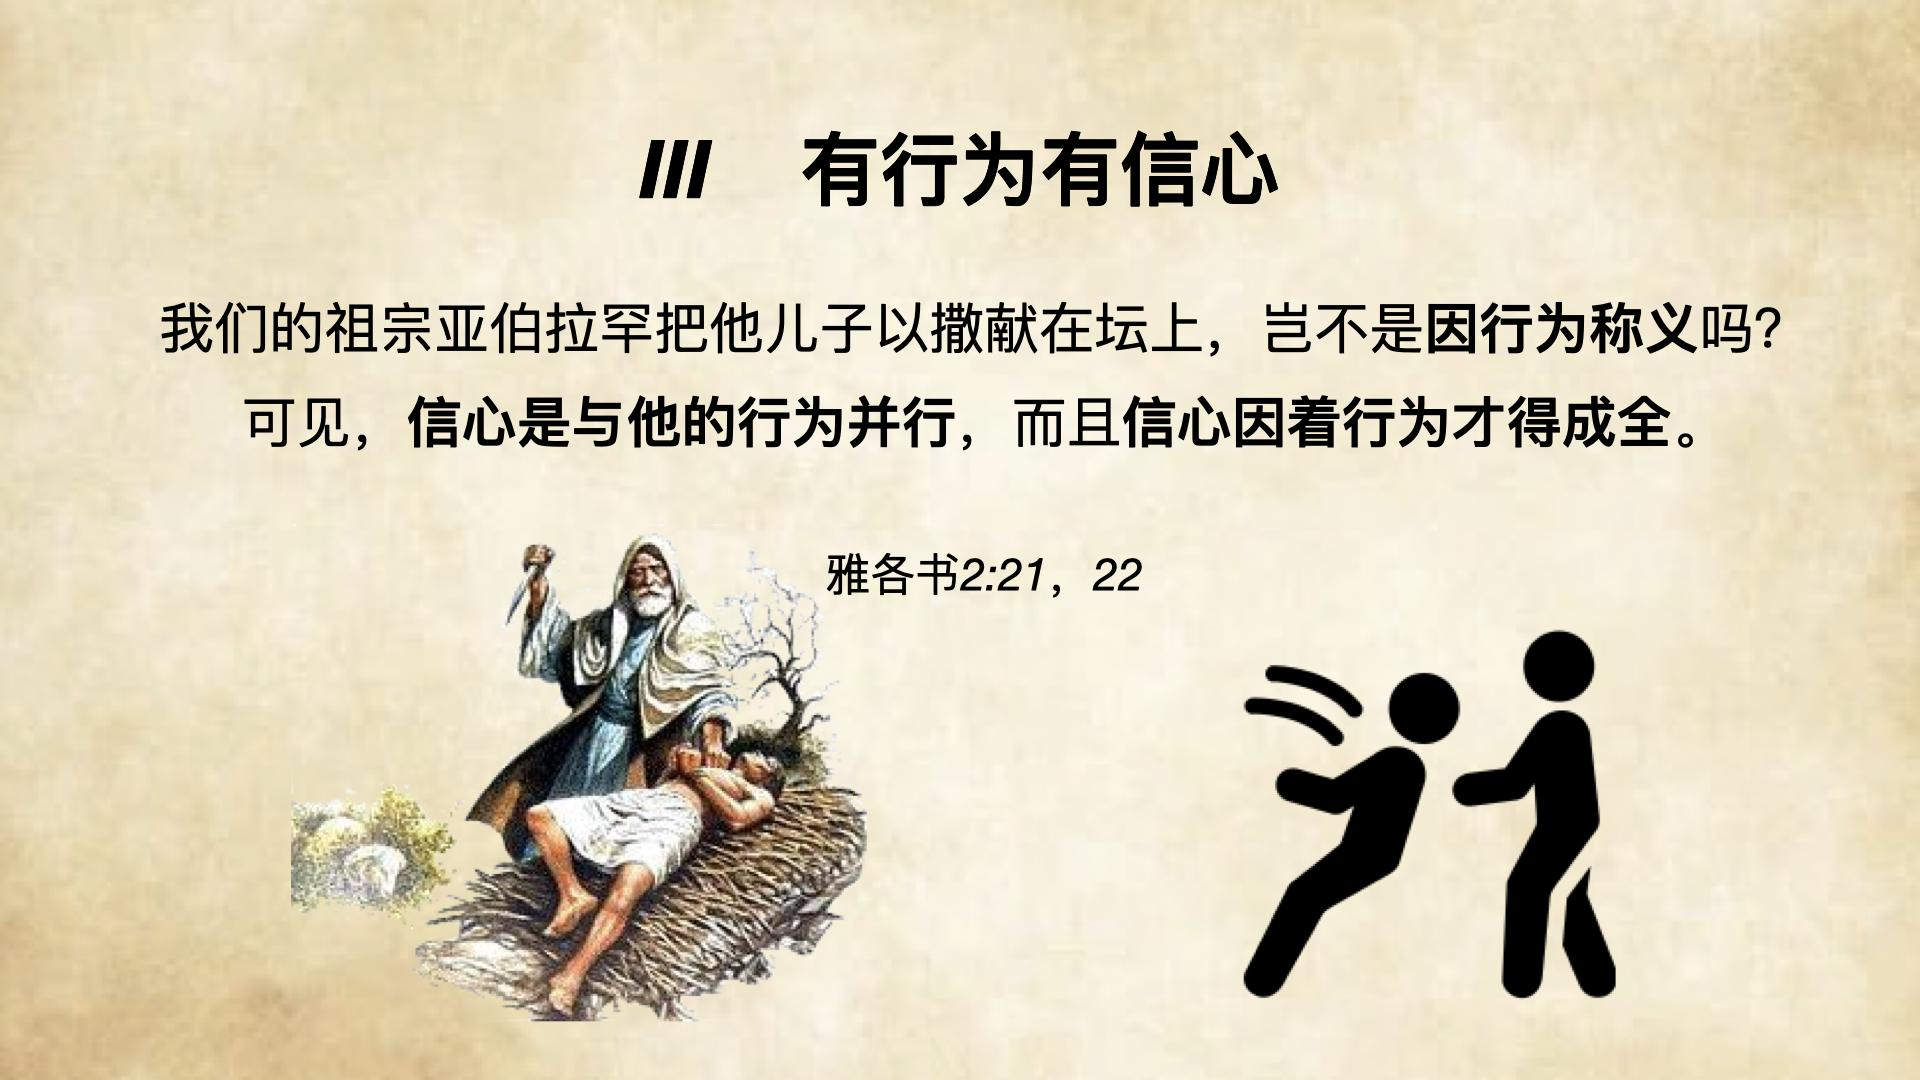 III 有行为有信心
我们的祖宗亚伯拉罕把他儿子以撒献在坛上，岂不是因行为称义吗？
可见，信心是与他的行为并行，而且信心因着行为才得成全。
雅各书2:21，22